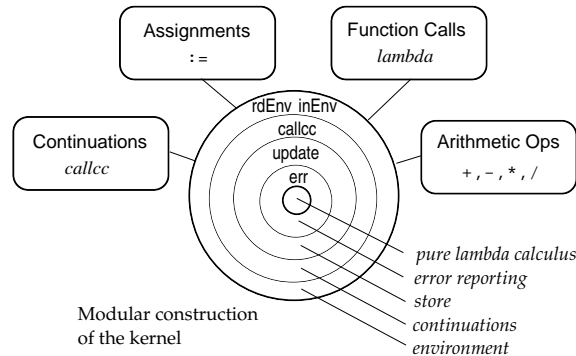 Assignments
:=
Function Calls
lambda
Continuations
callcc
Arithmetic Ops
+,-,*,/
rdEnv inEnv
callcc
update
err
pure lambda calculus
error reporting
store
continuations
environment
Modular construction
of the kernel